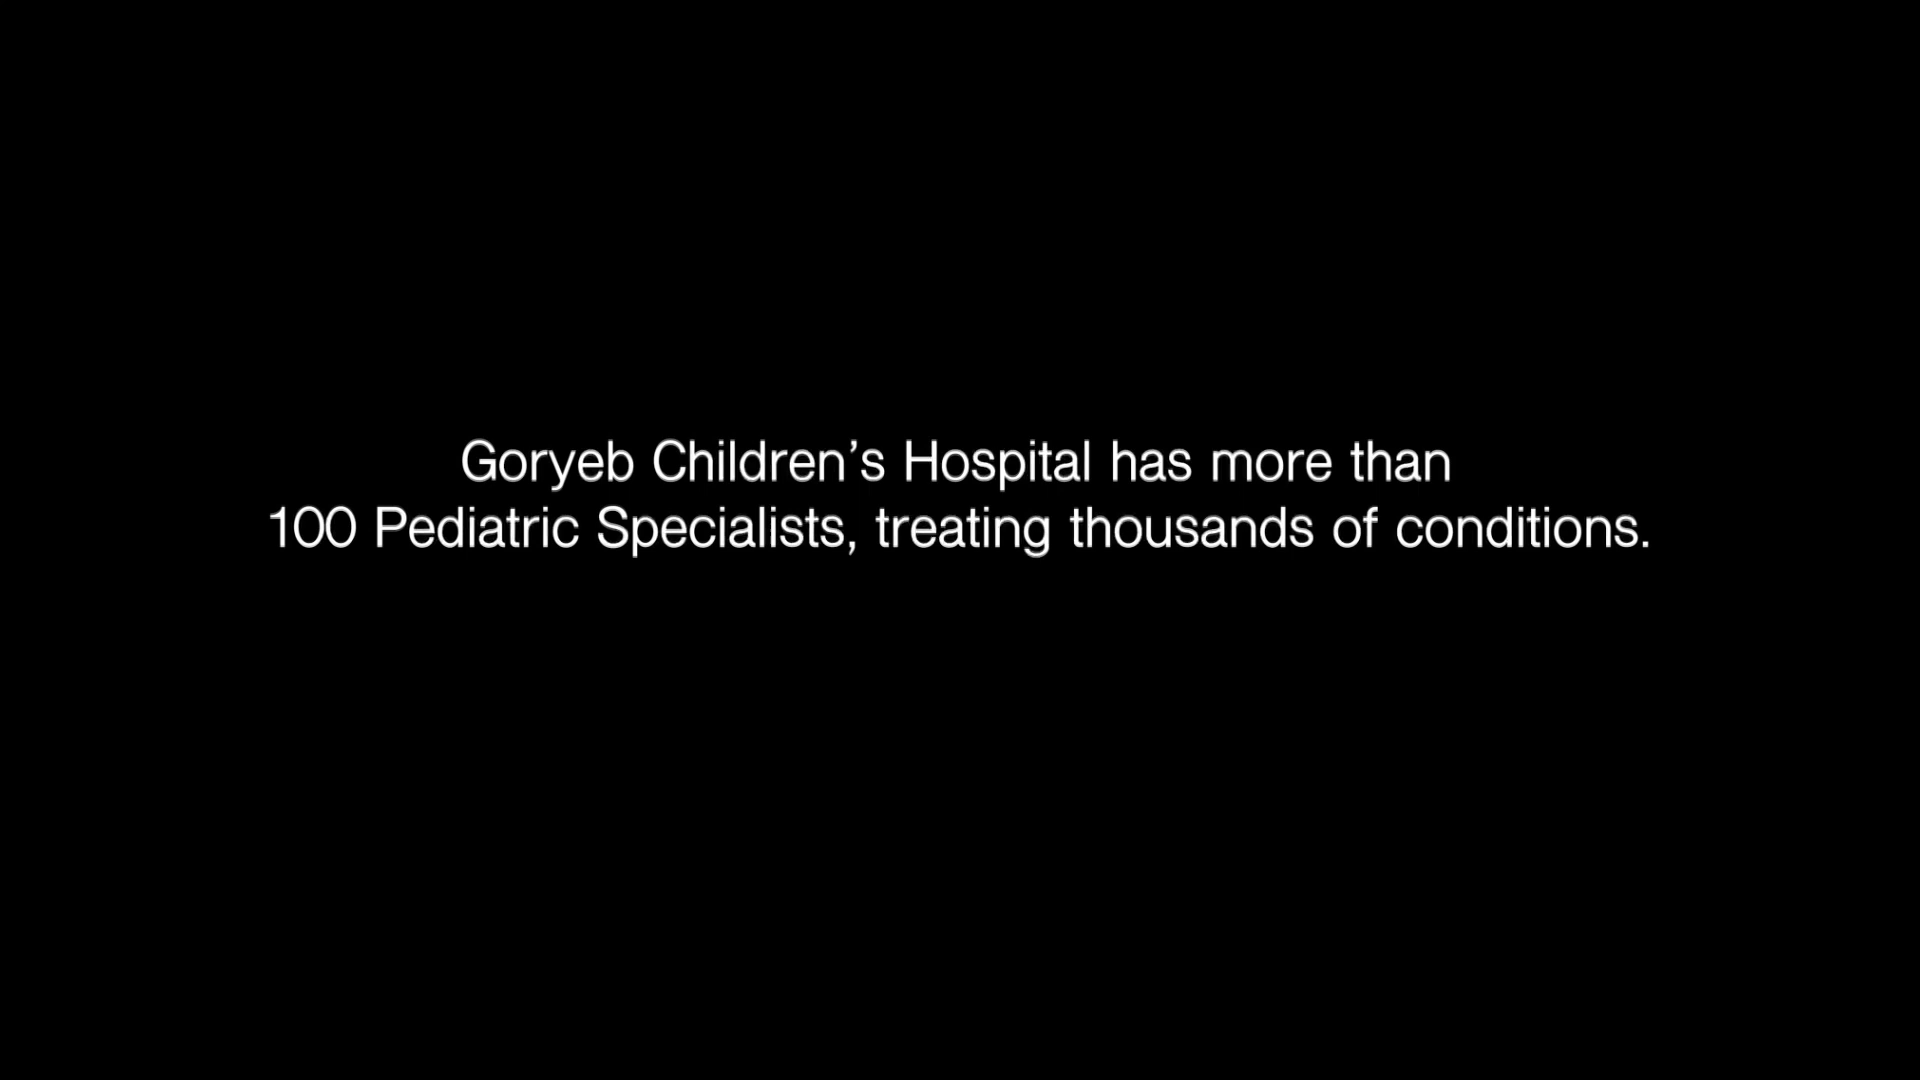 Goryeb Children’s Hospital has more than
100 Pediatric Specialists, treating thousands of conditions.